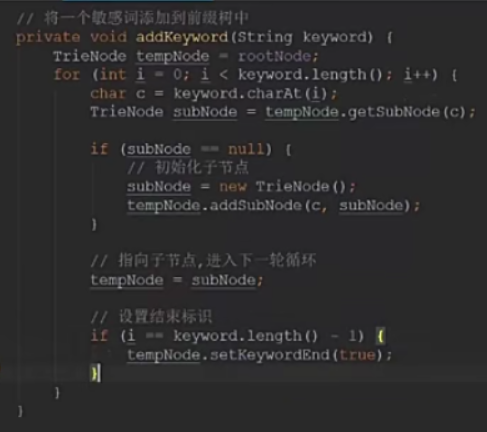 // 将一个敏感词添加到前缀树中
private void addKeyword(String keyword) {
TrieNode tempNode = rootNode;
for (int i = 0; i < keyword.length(); i++) {
char c = keyword.charAt(i);
TrieNode subNode = tempNode.getSubNode(c);
if (subNode == null) {
// 初始化子节点
subNode = new TrieNode();
tempNode.addSubNode(c, subNode);
}
// 指向子节点,进入下一轮循环
tempNode = subNode;
// 设置结束标识
if (i == keyword.length() - 1) {
tempNode.setKeywordEnd(true);
}
}
}